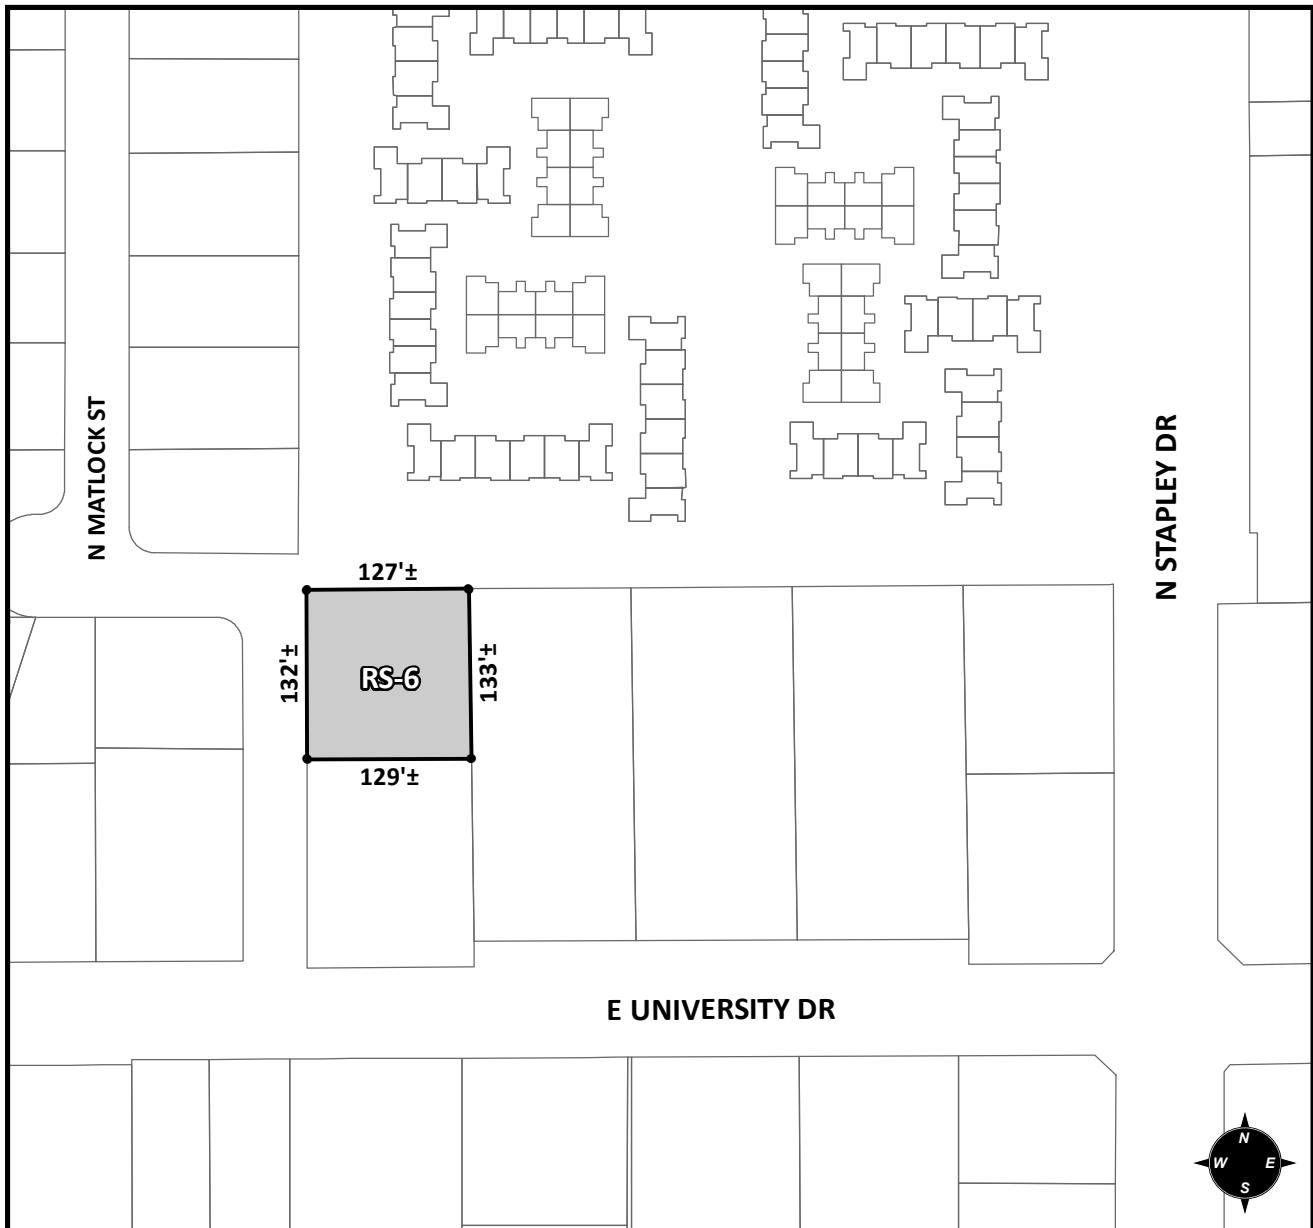 N MATLOCK ST
N STAPLEY DR
127'±
132'±
RS-6
133'±
129'±
E UNIVERSITY DR
N
W E
S